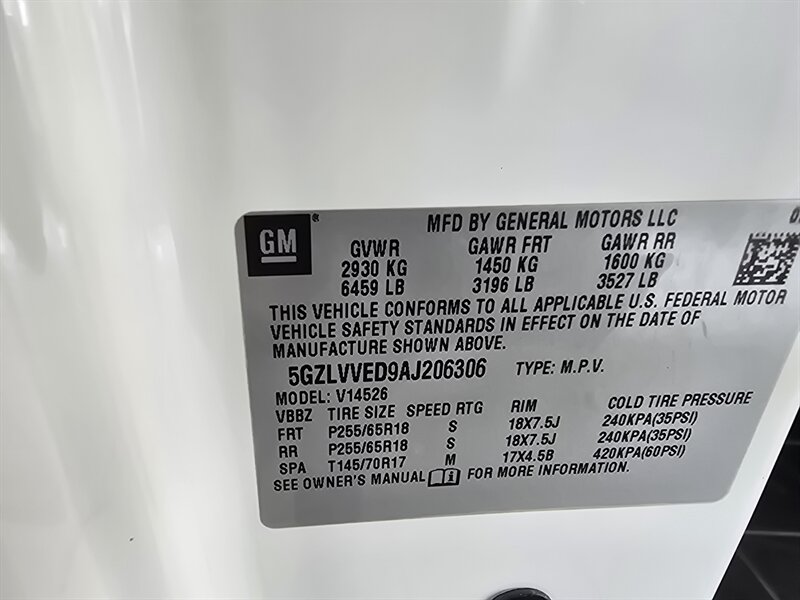 GM ® MFD BY GENERAL MOTORS LLC
GVWR GAWR FRT GAWR RR
2930 KG 1450 KG 1600 KG
6459 LB 3196 LB 3527 LB
THIS VEHICLE CONFORMS TO ALL APPLICABLE U.S. FEDERAL MOTOR
VEHICLE SAFETY STANDARDS IN EFFECT ON THE DATE OF
MANUFACTURE SHOWN ABOVE.
5GZLVVED9AJ206306 TYPE: M.P.V.
MODEL: V14526
VBBZ TIRE SIZE SPEED RTG RIM COLD TIRE PRESSURE
FRT P255/65R18 S 18X7.5J 240KPA(35PSI)
RR P255/65R18 S 18X7.5J 240KPA(35PSI)
SPA T145/70R17 M 17X4.5B 420KPA(60PSI)
SEE OWNER'S MANUAL i FOR MORE INFORMATION.